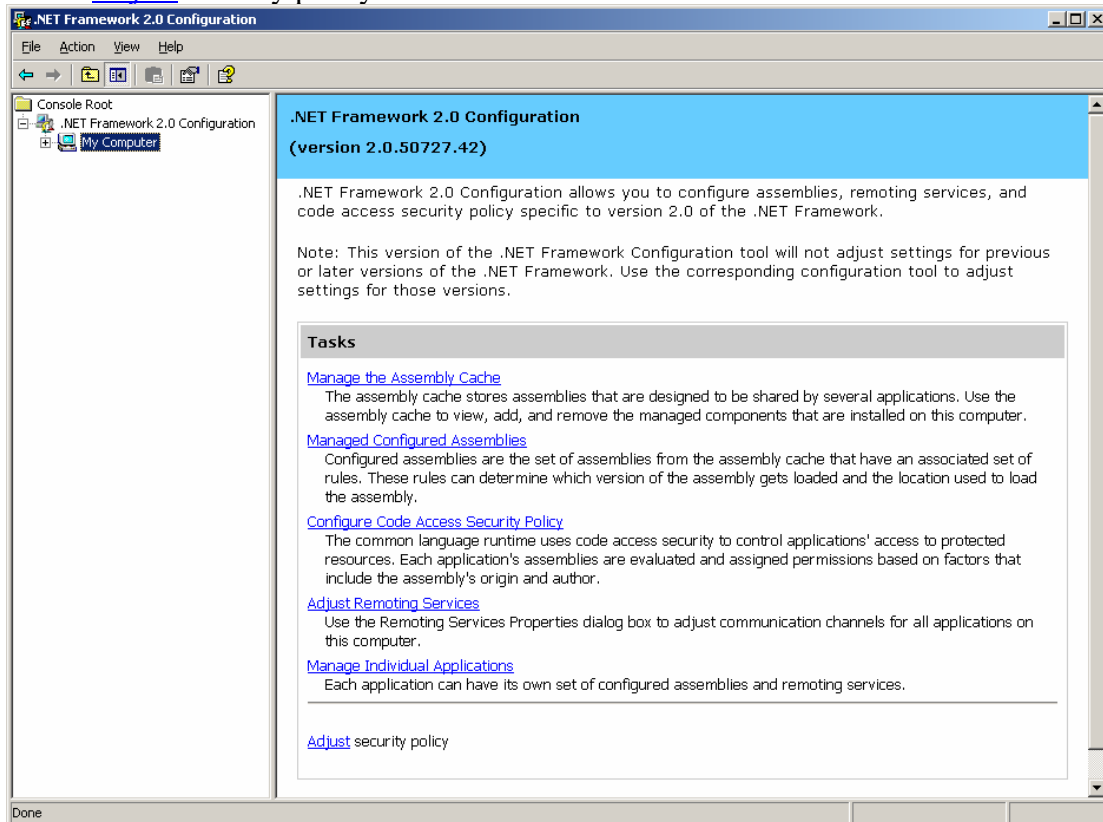 .NET Framework 2.0 Configuration
File Action View Help
Console Root
.NET Framework 2.0 Configuration
My Computer
.NET Framework 2.0 Configuration
(version 2.0.50727.42)
.NET Framework 2.0 Configuration allows you to configure assemblies, remoting services, and
code access security policy specific to version 2.0 of the .NET Framework.
Note: This version of the .NET Framework Configuration tool will not adjust settings for previous
or later versions of the .NET Framework. Use the corresponding configuration tool to adjust
settings for those versions.
Tasks
Manage the Assembly Cache
The assembly cache stores assemblies that are designed to be shared by several applications. Use the
assembly cache to view, add, and remove the managed components that are installed on this computer.
Managed Configured Assemblies
Configured assemblies are the set of assemblies from the assembly cache that have an associated set of
rules. These rules can determine which version of the assembly gets loaded and the location used to load
the assembly.
Configure Code Access Security Policy
The common language runtime uses code access security to control applications' access to protected
resources. Each application's assemblies are evaluated and assigned permissions based on factors that
include the assembly's origin and author.
Adjust Remoting Services
Use the Remoting Services Properties dialog box to adjust communication channels for all applications on
this computer.
Manage Individual Applications
Each application can have its own set of configured assemblies and remoting services.
Adjust security policy
Done